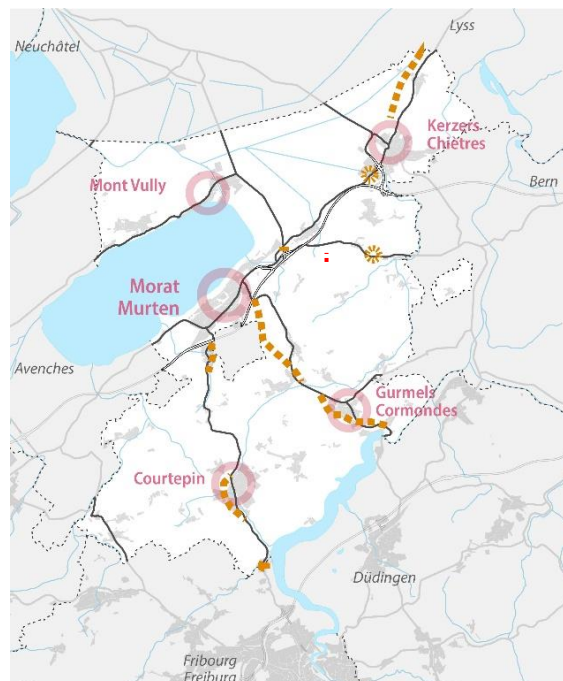 Neuchâtel
Lyss
Kerzers
Chiètres
Mont Vully
Bern
Morat
Murten
Avenches
Gurmels
Cormondes
Courtepin
Düdingen
Fribourg
Freiburg